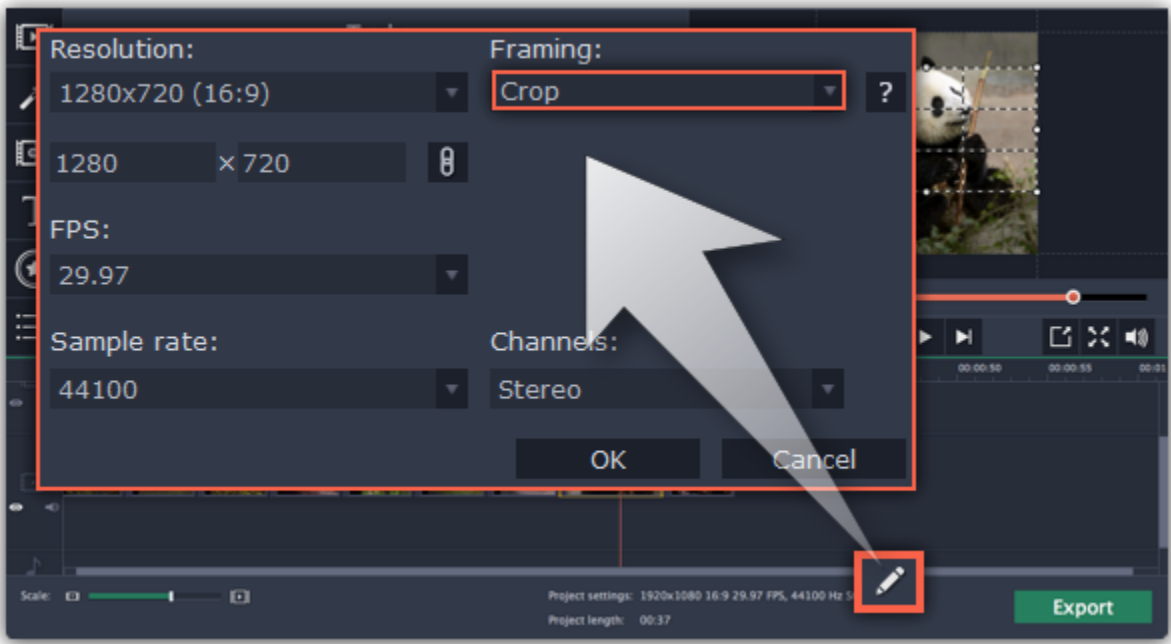 Resolution:
Framing:
1280x720 (16:9)
Crop
?
1280 × 720
FPS:
29.97
Sample rate:
Channels:
44100
Stereo
OK
Cancel
00:00:50 00:00:55 00:01
Scale:
Project settings: 1920x1080 16:9 29.97 FPS, 44100 Hz
Project length: 00:37
Export